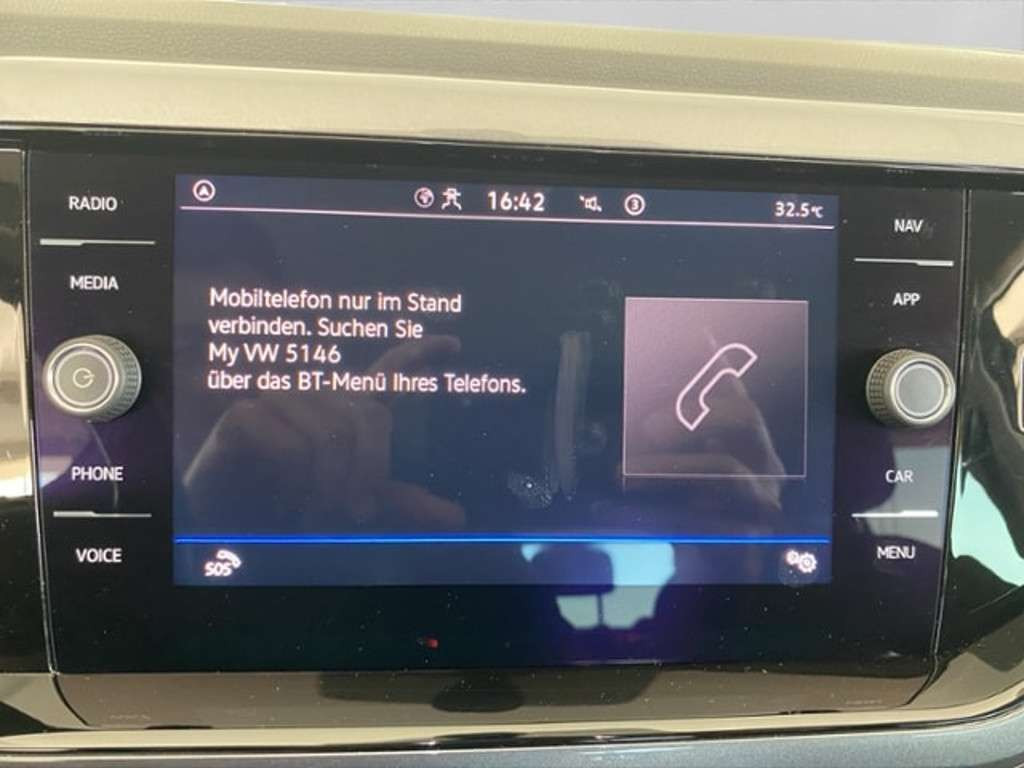 RADIO
MEDIA
PHONE
VOICE
16:42
3
32.5°C
Mobiltelefon nur im Stand
verbinden. Suchen Sie
My VW 5146
über das BT-Menü Ihres Telefons.
SOS
NAV
APP
CAR
MENU